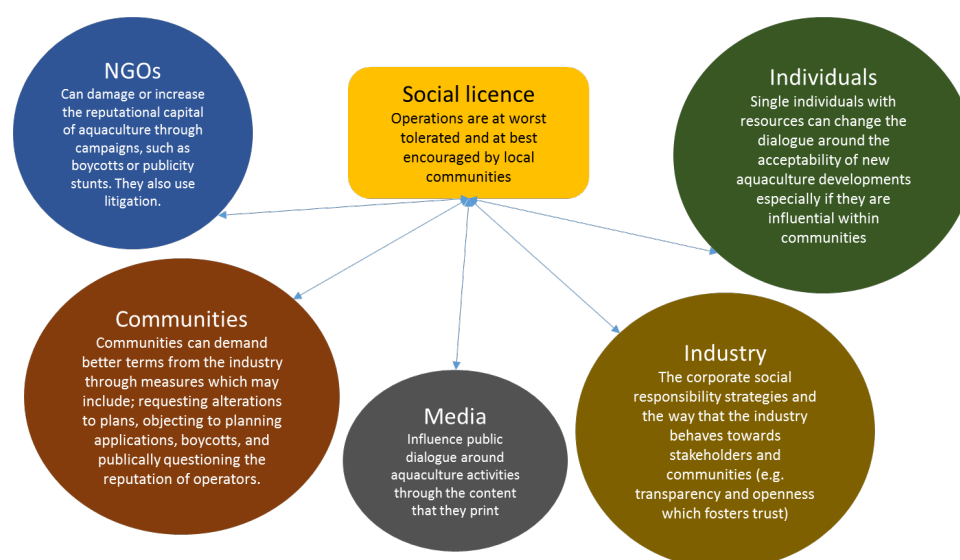 NGOs
Can damage or increase
the reputational capital
of aquaculture through
campaigns, such as
boycotts or publicity
stunts. They also use
litigation.
Social licence
Operations are at worst
tolerated and at best
encouraged by local
communities
Individuals
Single individuals with
resources can change the
dialogue around the
acceptability of new
aquaculture developments
especially if they are
influential within
communities
Communities
Communities can demand
better terms from the industry
through measures which may
include; requesting alterations
to plans, objecting to planning
applications, boycotts, and
publically questioning the
reputation of operators.
Media
Influence public
dialogue around
aquaculture activities
through the content
that they print
Industry
The corporate social
responsibility strategies and
the way that the industry
behaves towards
stakeholders and
communities (e.g.
transparency and openness
which fosters trust)